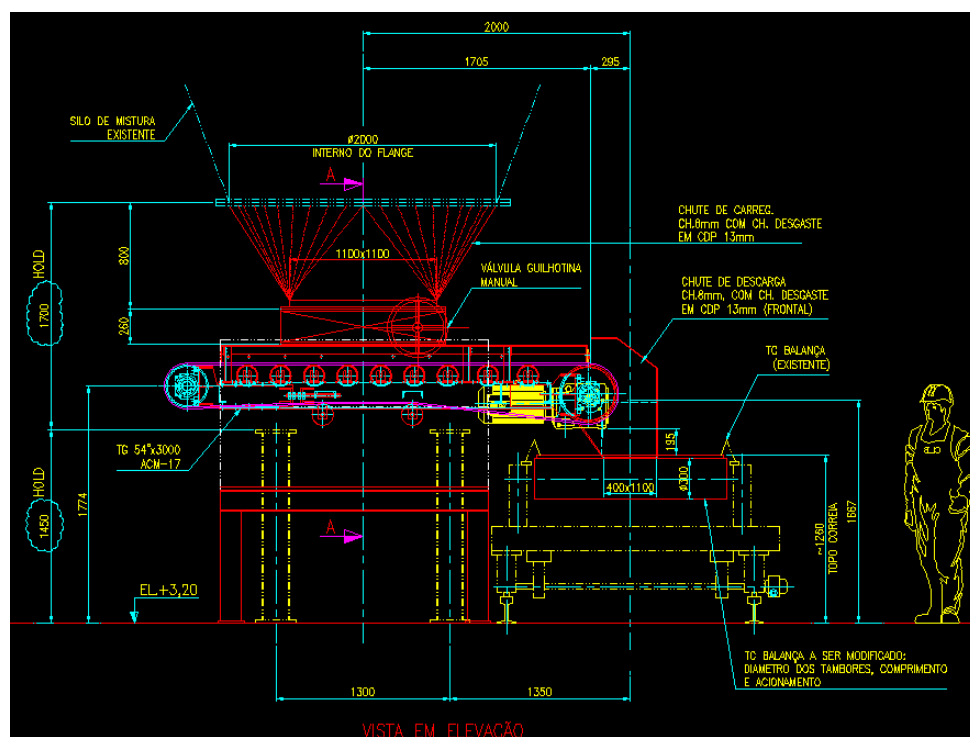 2000
1705
295
SILO DE MISTURA
EXISTENTE
ø2000
INTERNO DO FLANGE
A
CHUTE DE CARREG.
CH.8mm COM CH. DESGASTE
EM CDP 13mm
HOLD
1700
800
1100x1100
VÁLVULA GUILHOTINA
MANUAL
CHUTE DE DESCARGA
CH.8mm, COM CH. DESGASTE
EM CDP 13mm (FRONTAL)
260
TC BALANÇA
(EXISTENTE)
TG 54"x3000
ACM-17
195
HOLD
1450
1774
400x1100
~1260
TOPO CORREIA
1667
A
EL.+3,20
TC BALANÇA A SER MODIFICADO:
DIAMETRO DOS TAMBORES, COMPRIMENTO
E ACIONAMENTO
1300
1350
VISTA EM ELEVAÇÃO